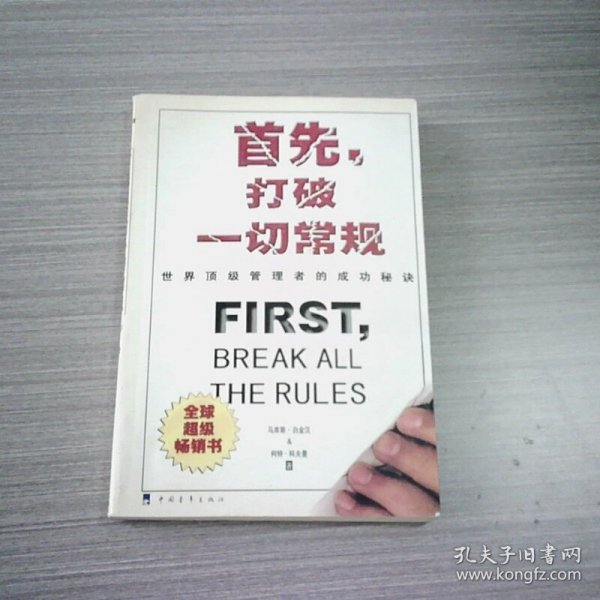 首先，
打破
一切常规
世界顶级管理者的成功秘诀
FIRST,
BREAK ALL
THE RULES
全球
超级
畅销书
马库斯·白金汉
&
柯特·科夫曼
著
中国青年出版社
孔夫子旧书网
www.kongfz.com